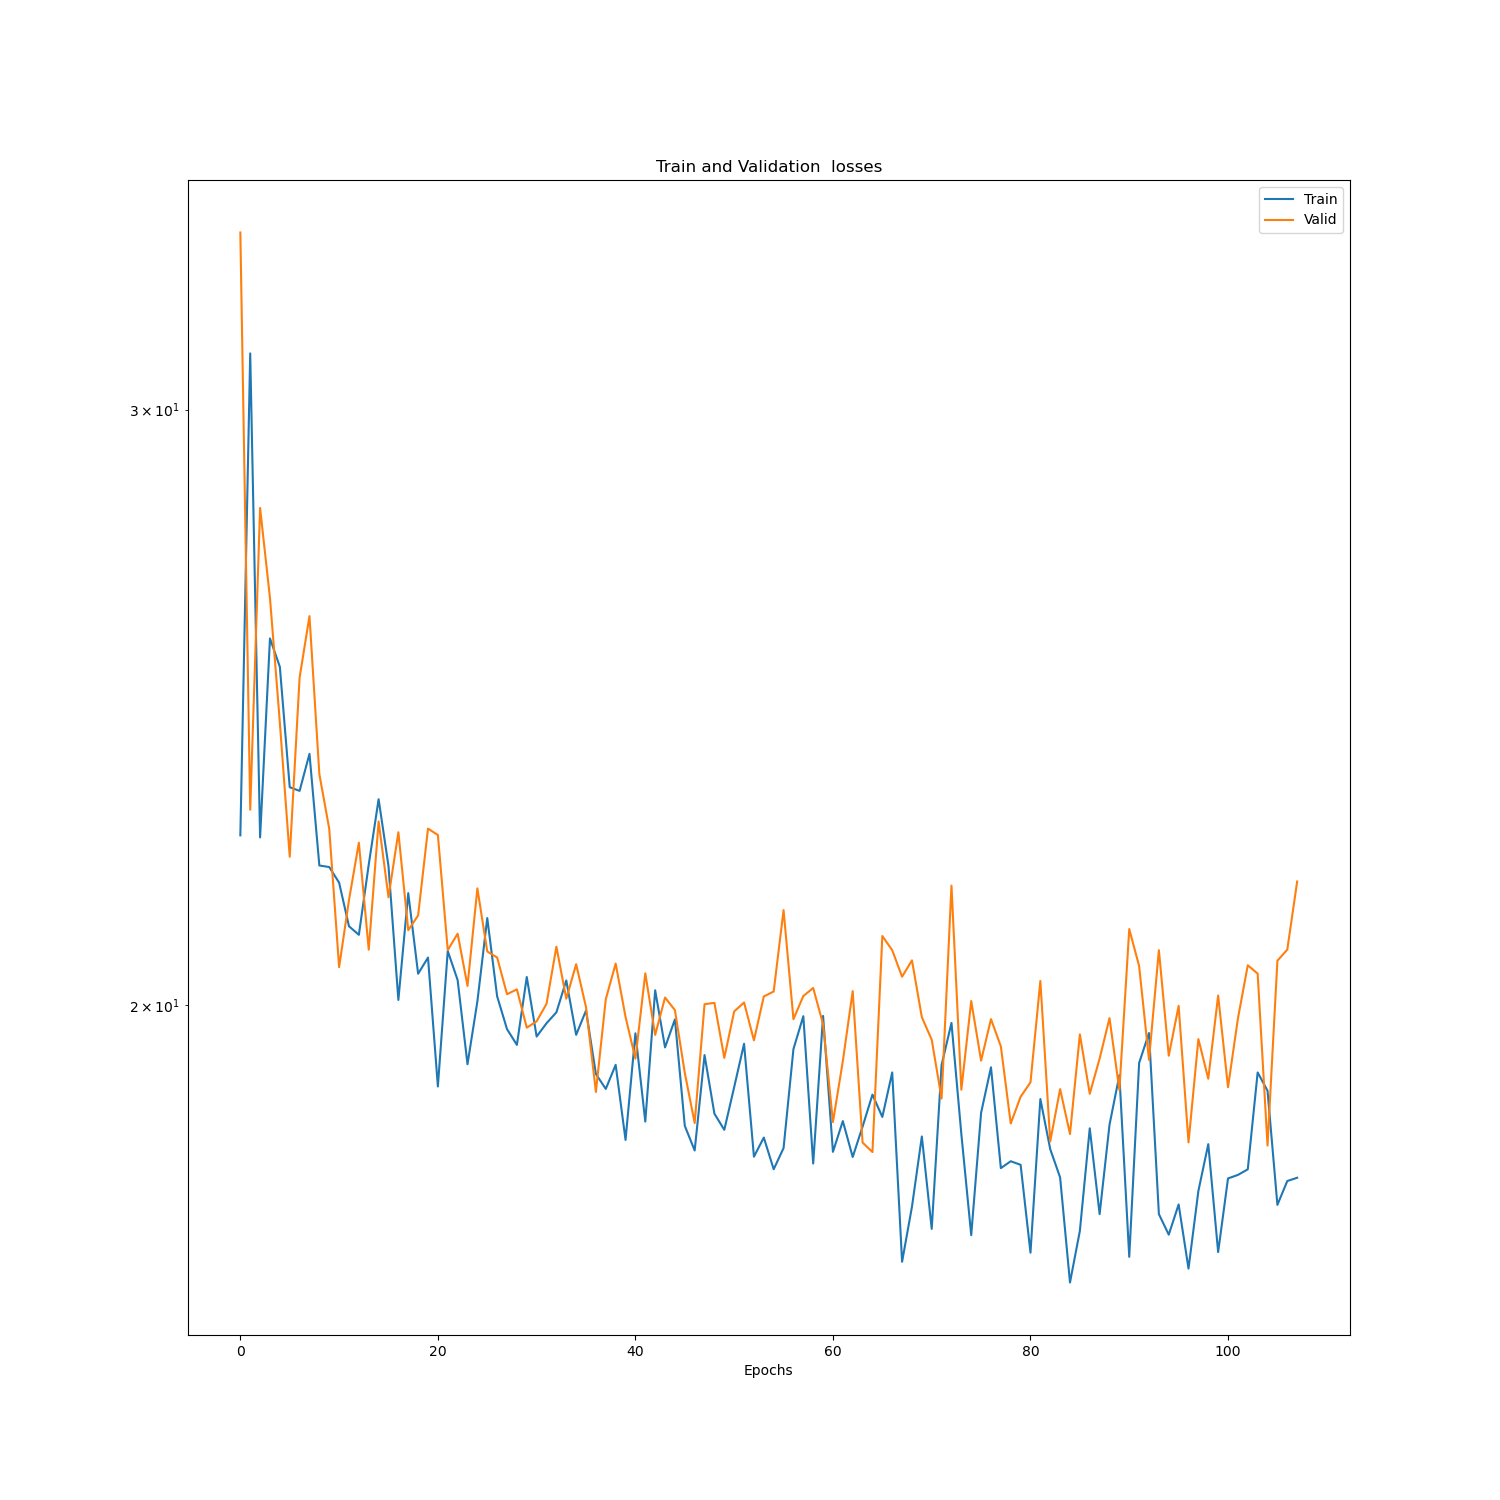 Train and Validation  losses
Train
Valid
3 × 10¹
2 × 10¹
0 20 40 60 80 100
Epochs